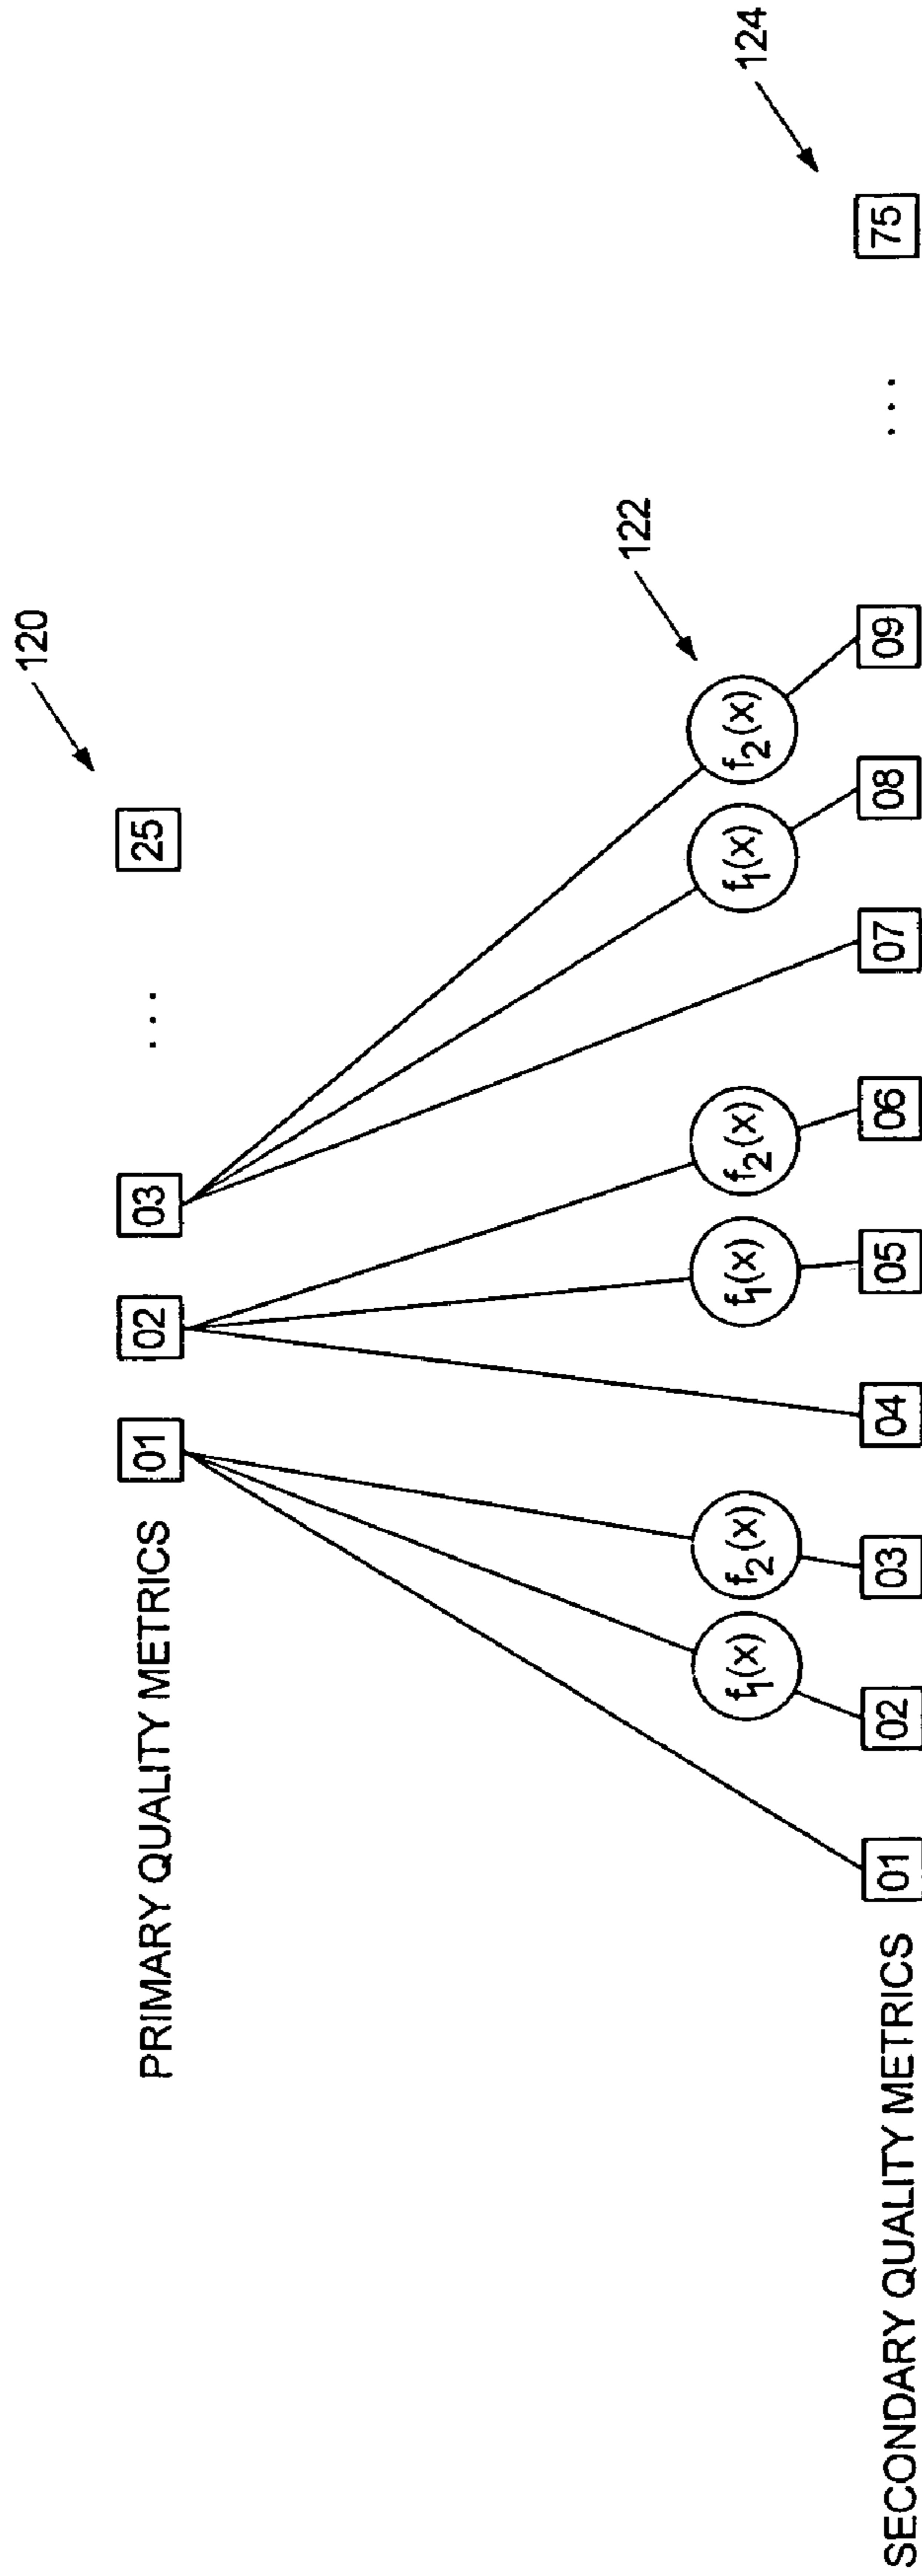 120
PRIMARY QUALITY METRICS 01 02 03 ... 25
122
f1(x) f2(x) f1(x) f2(x) f1(x) f2(x)
124
SECONDARY QUALITY METRICS 01 02 03 04 05 06 07 08 09 ... 75